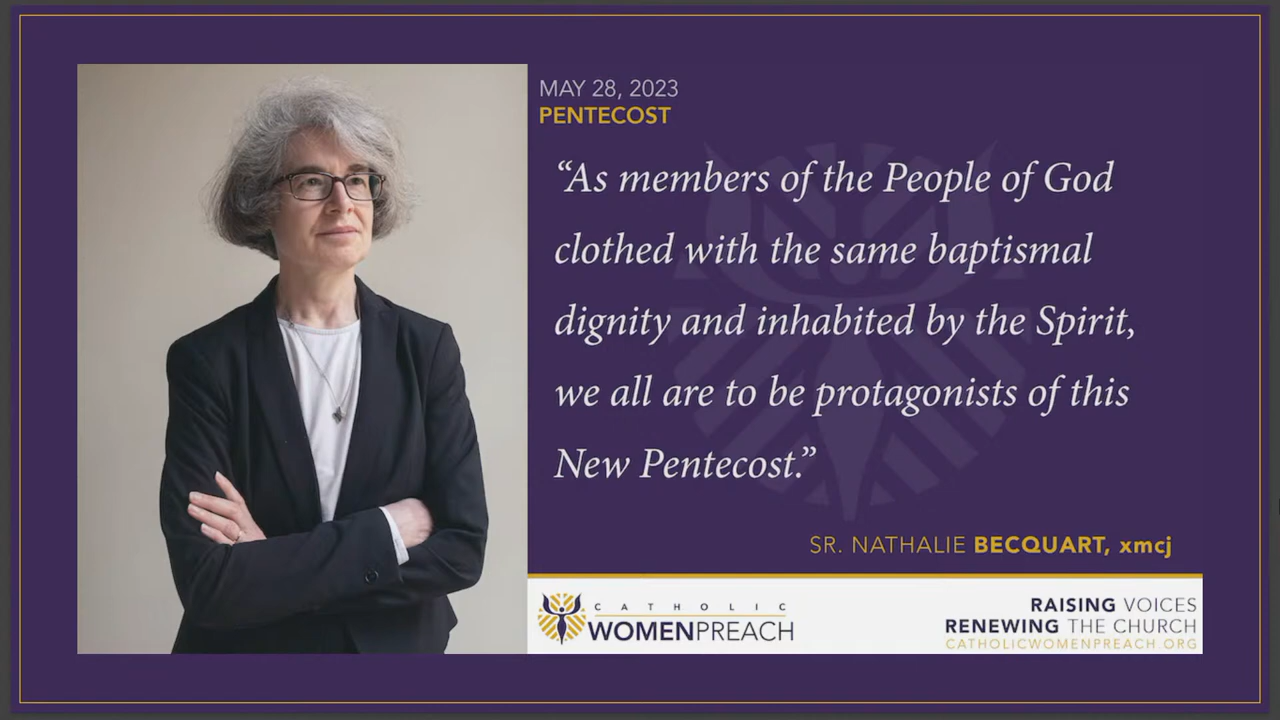 MAY 28, 2023
PENTECOST
“As members of the People of God
clothed with the same baptismal
dignity and inhabited by the Spirit,
we all are to be protagonists of this
New Pentecost.”
SR. NATHALIE BECQUART, xmcj
CATHOLIC
WOMENPREACH
RAISING VOICES
RENEWING THE CHURCH
CATHOLICWOMENPREACH.ORG